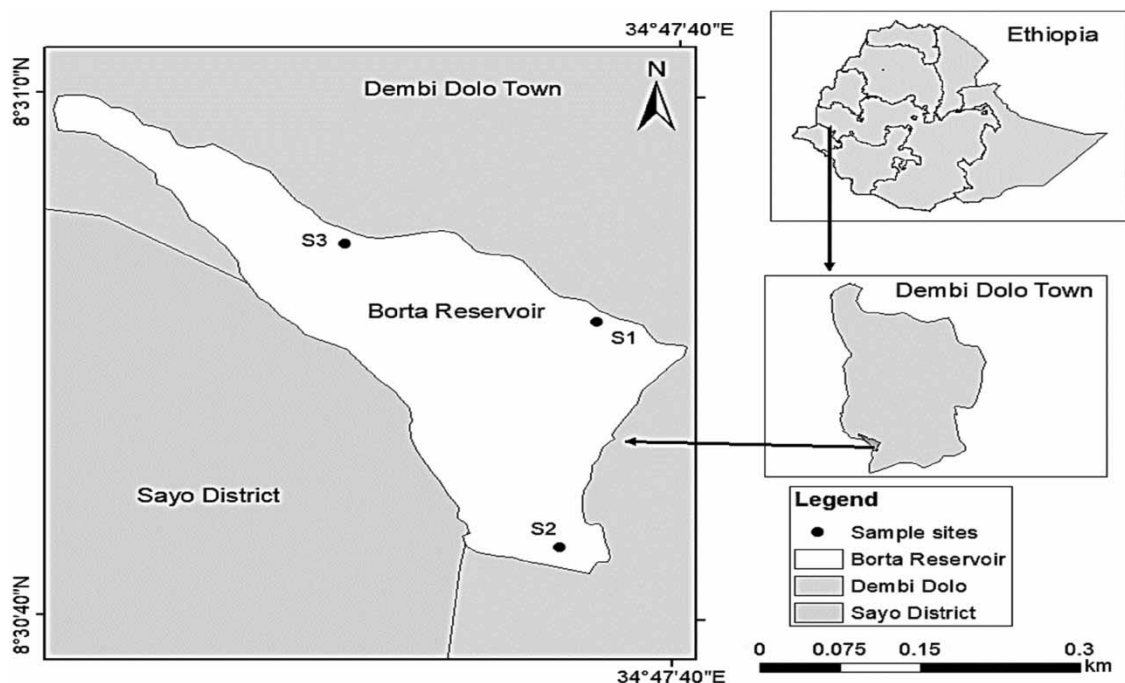 34°47'40"E
8°31'0"N
Dembi Dolo Town
N
S3
Borta Reservoir
S1
Sayo District
S2
8°30'40"N
34°47'40"E
Ethiopia
Dembi Dolo Town
Legend
Sample sites
Borta Reservoir
Dembi Dolo
Sayo District
0 0.075 0.15 0.3
km